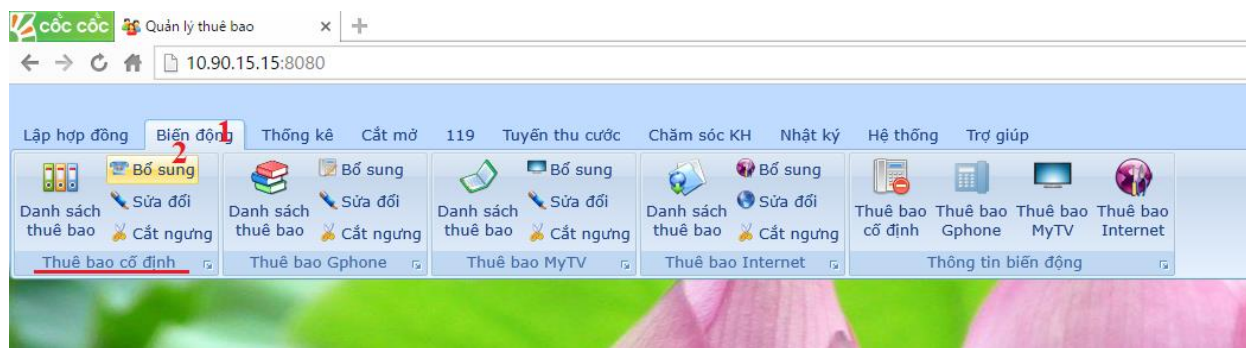 cốc cốc Quản lý thuê bao
10.90.15.15:8080
Lập hợp đồng Biến động 1 Thống kê Cắt mở 119 Tuyến thu cước Chăm sóc KH Nhật ký Hệ thống Trợ giúp
2
Bổ sung Bổ sung Bổ sung Bổ sung
Sửa đổi Sửa đổi Sửa đổi Sửa đổi
Danh sách Danh sách Danh sách Danh sách Thuê bao Thuê bao Thuê bao Thuê bao
thuê bao Cắt ngưng thuê bao Cắt ngưng thuê bao Cắt ngưng thuê bao Cắt ngưng cố định Gphone MyTV Internet
Thuê bao cố định Thuê bao Gphone Thuê bao MyTV Thuê bao Internet Thông tin biến động